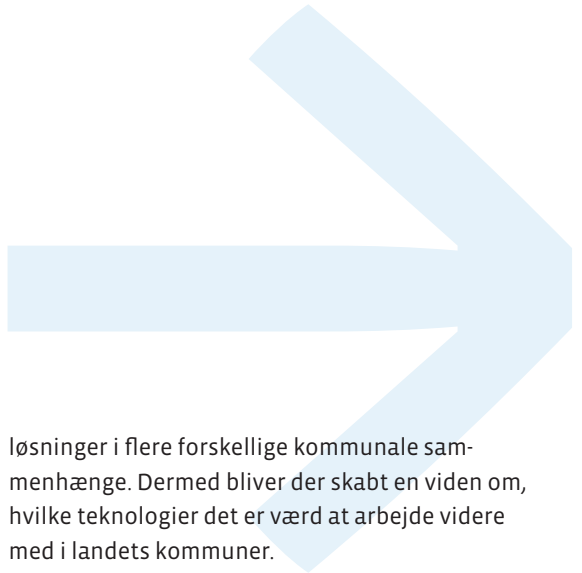 løsninger i flere forskellige kommunale sam-
menhænge. Dermed bliver der skabt en viden om,
hvilke teknologier det er værd at arbejde videre
med i landets kommuner.